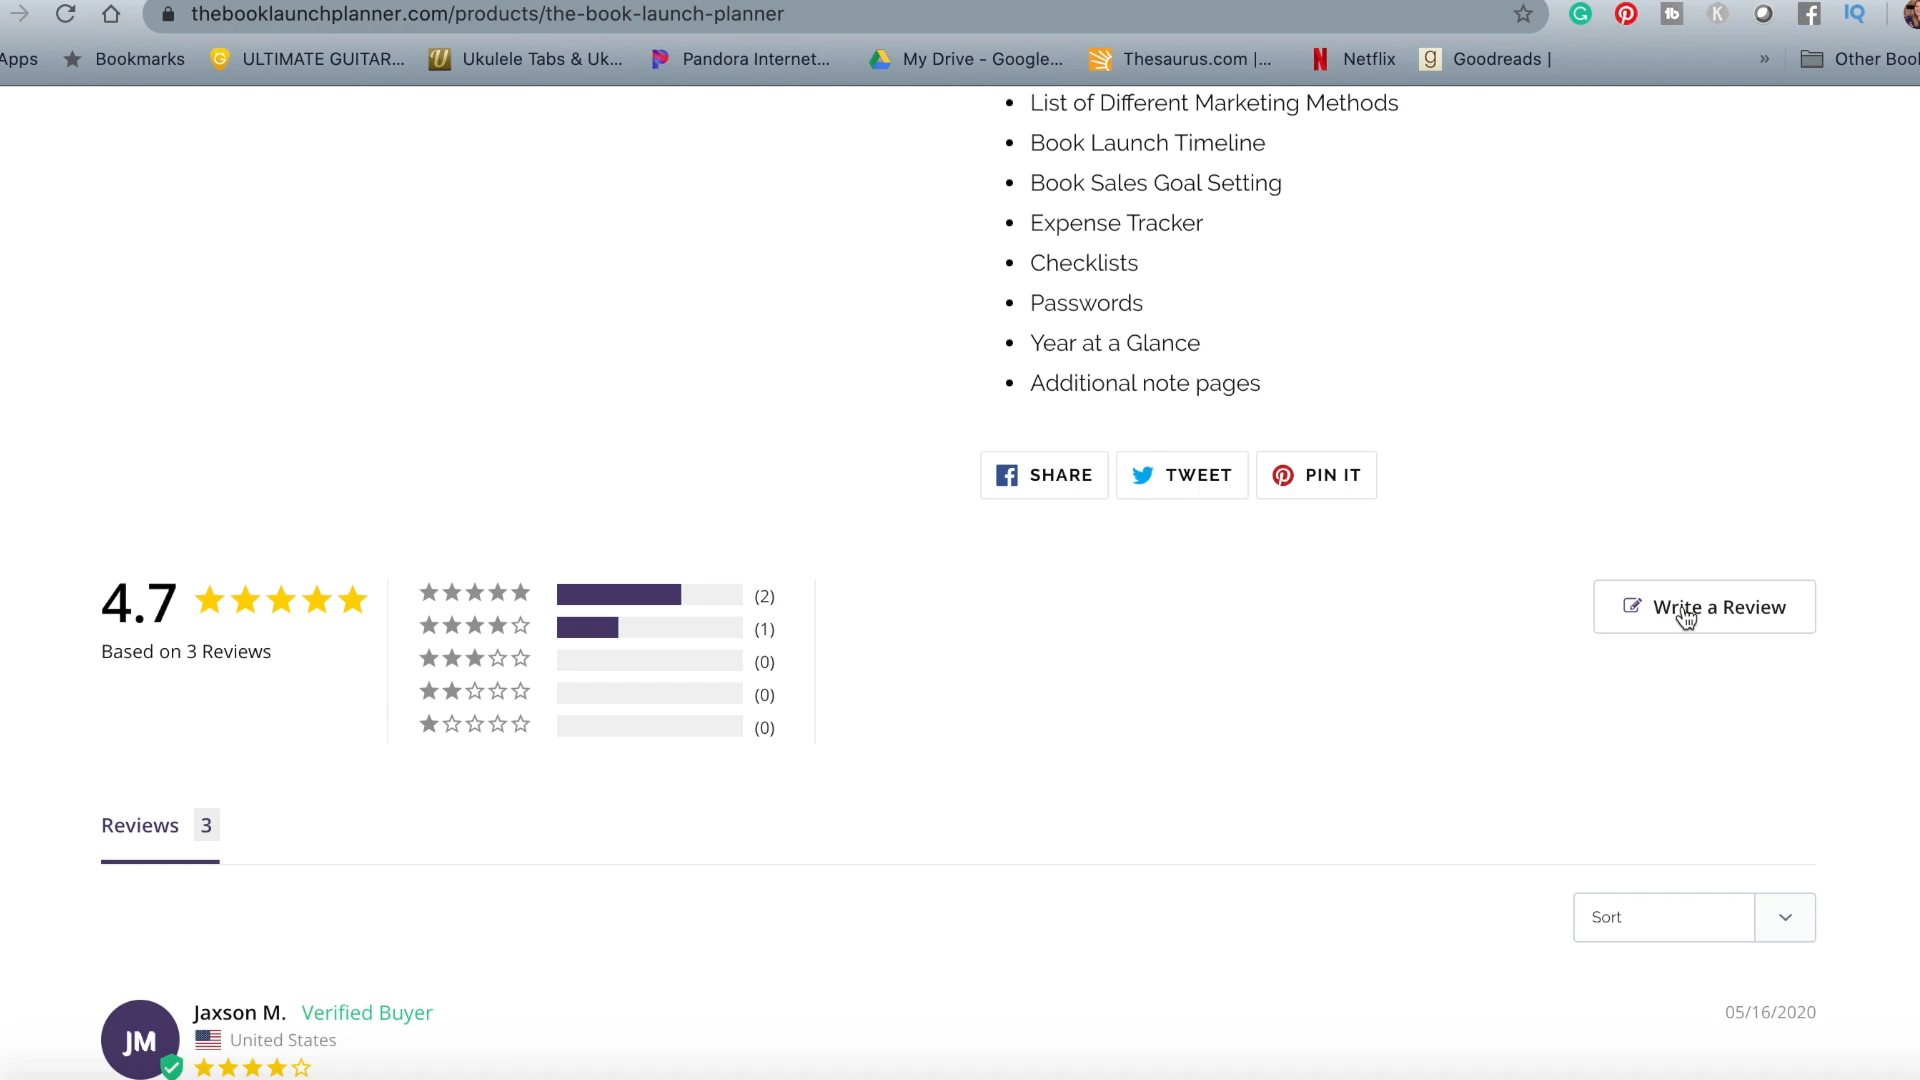 thebooklaunchplanner.com/products/the-book-launch-planner
Apps Bookmarks ULTIMATE GUITAR... Ukulele Tabs & Uk... Pandora Internet... My Drive - Google... Thesaurus.com |... Netflix Goodreads | » Other Bool
• List of Different Marketing Methods
• Book Launch Timeline
• Book Sales Goal Setting
• Expense Tracker
• Checklists
• Passwords
• Year at a Glance
• Additional note pages
SHARE TWEET PIN IT
4.7
Based on 3 Reviews
(2)
(1)
(0)
(0)
(0)
Write a Review
Reviews 3
Sort
JM
Jaxson M. Verified Buyer
05/16/2020
United States